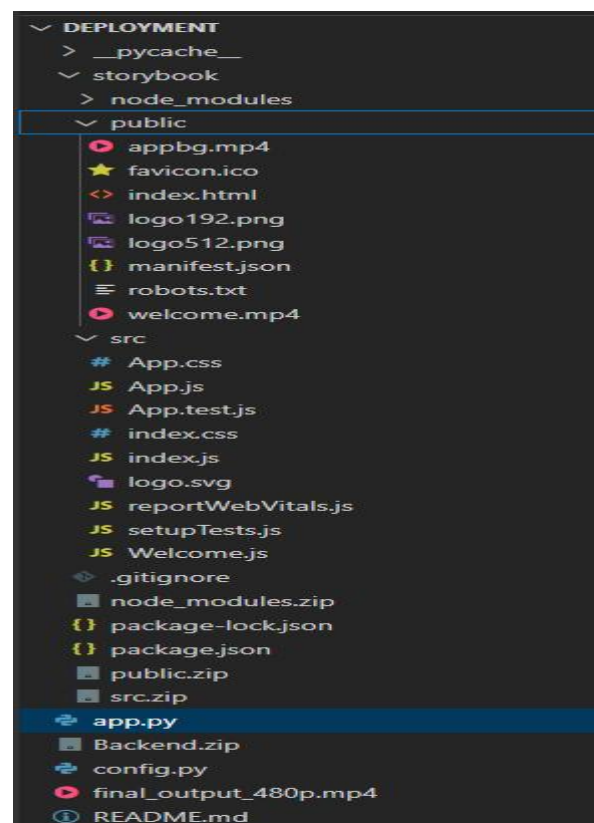 DEPLOYMENT
__pycache__
storybook
node_modules
public
appbg.mp4
favicon.ico
index.html
logo192.png
logo512.png
manifest.json
robots.txt
welcome.mp4
src
App.css
App.js
App.test.js
index.css
index.js
logo.svg
reportWebVitals.js
setupTests.js
Welcome.js
.gitignore
node_modules.zip
package-lock.json
package.json
public.zip
src.zip
app.py
Backend.zip
config.py
final_output_480p.mp4
README.md